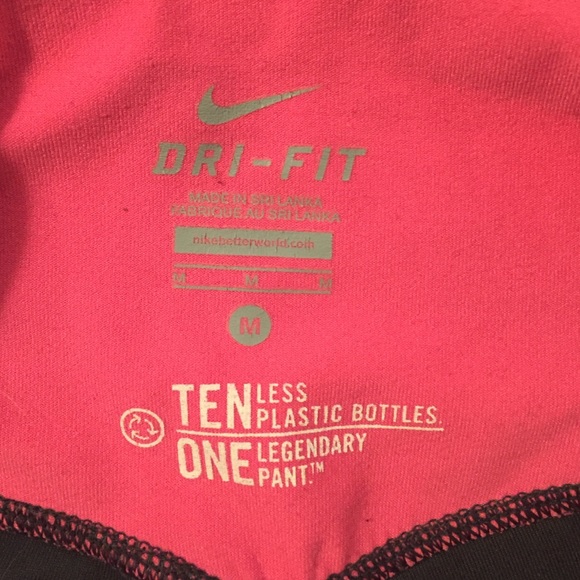 DRI-FIT
MADE IN SRI LANKA
FABRIQUE AU SRI LANKA
nikebetterworld.com
M M M
M
TEN LESS
PLASTIC BOTTLES.
ONE LEGENDARY
PANT.™